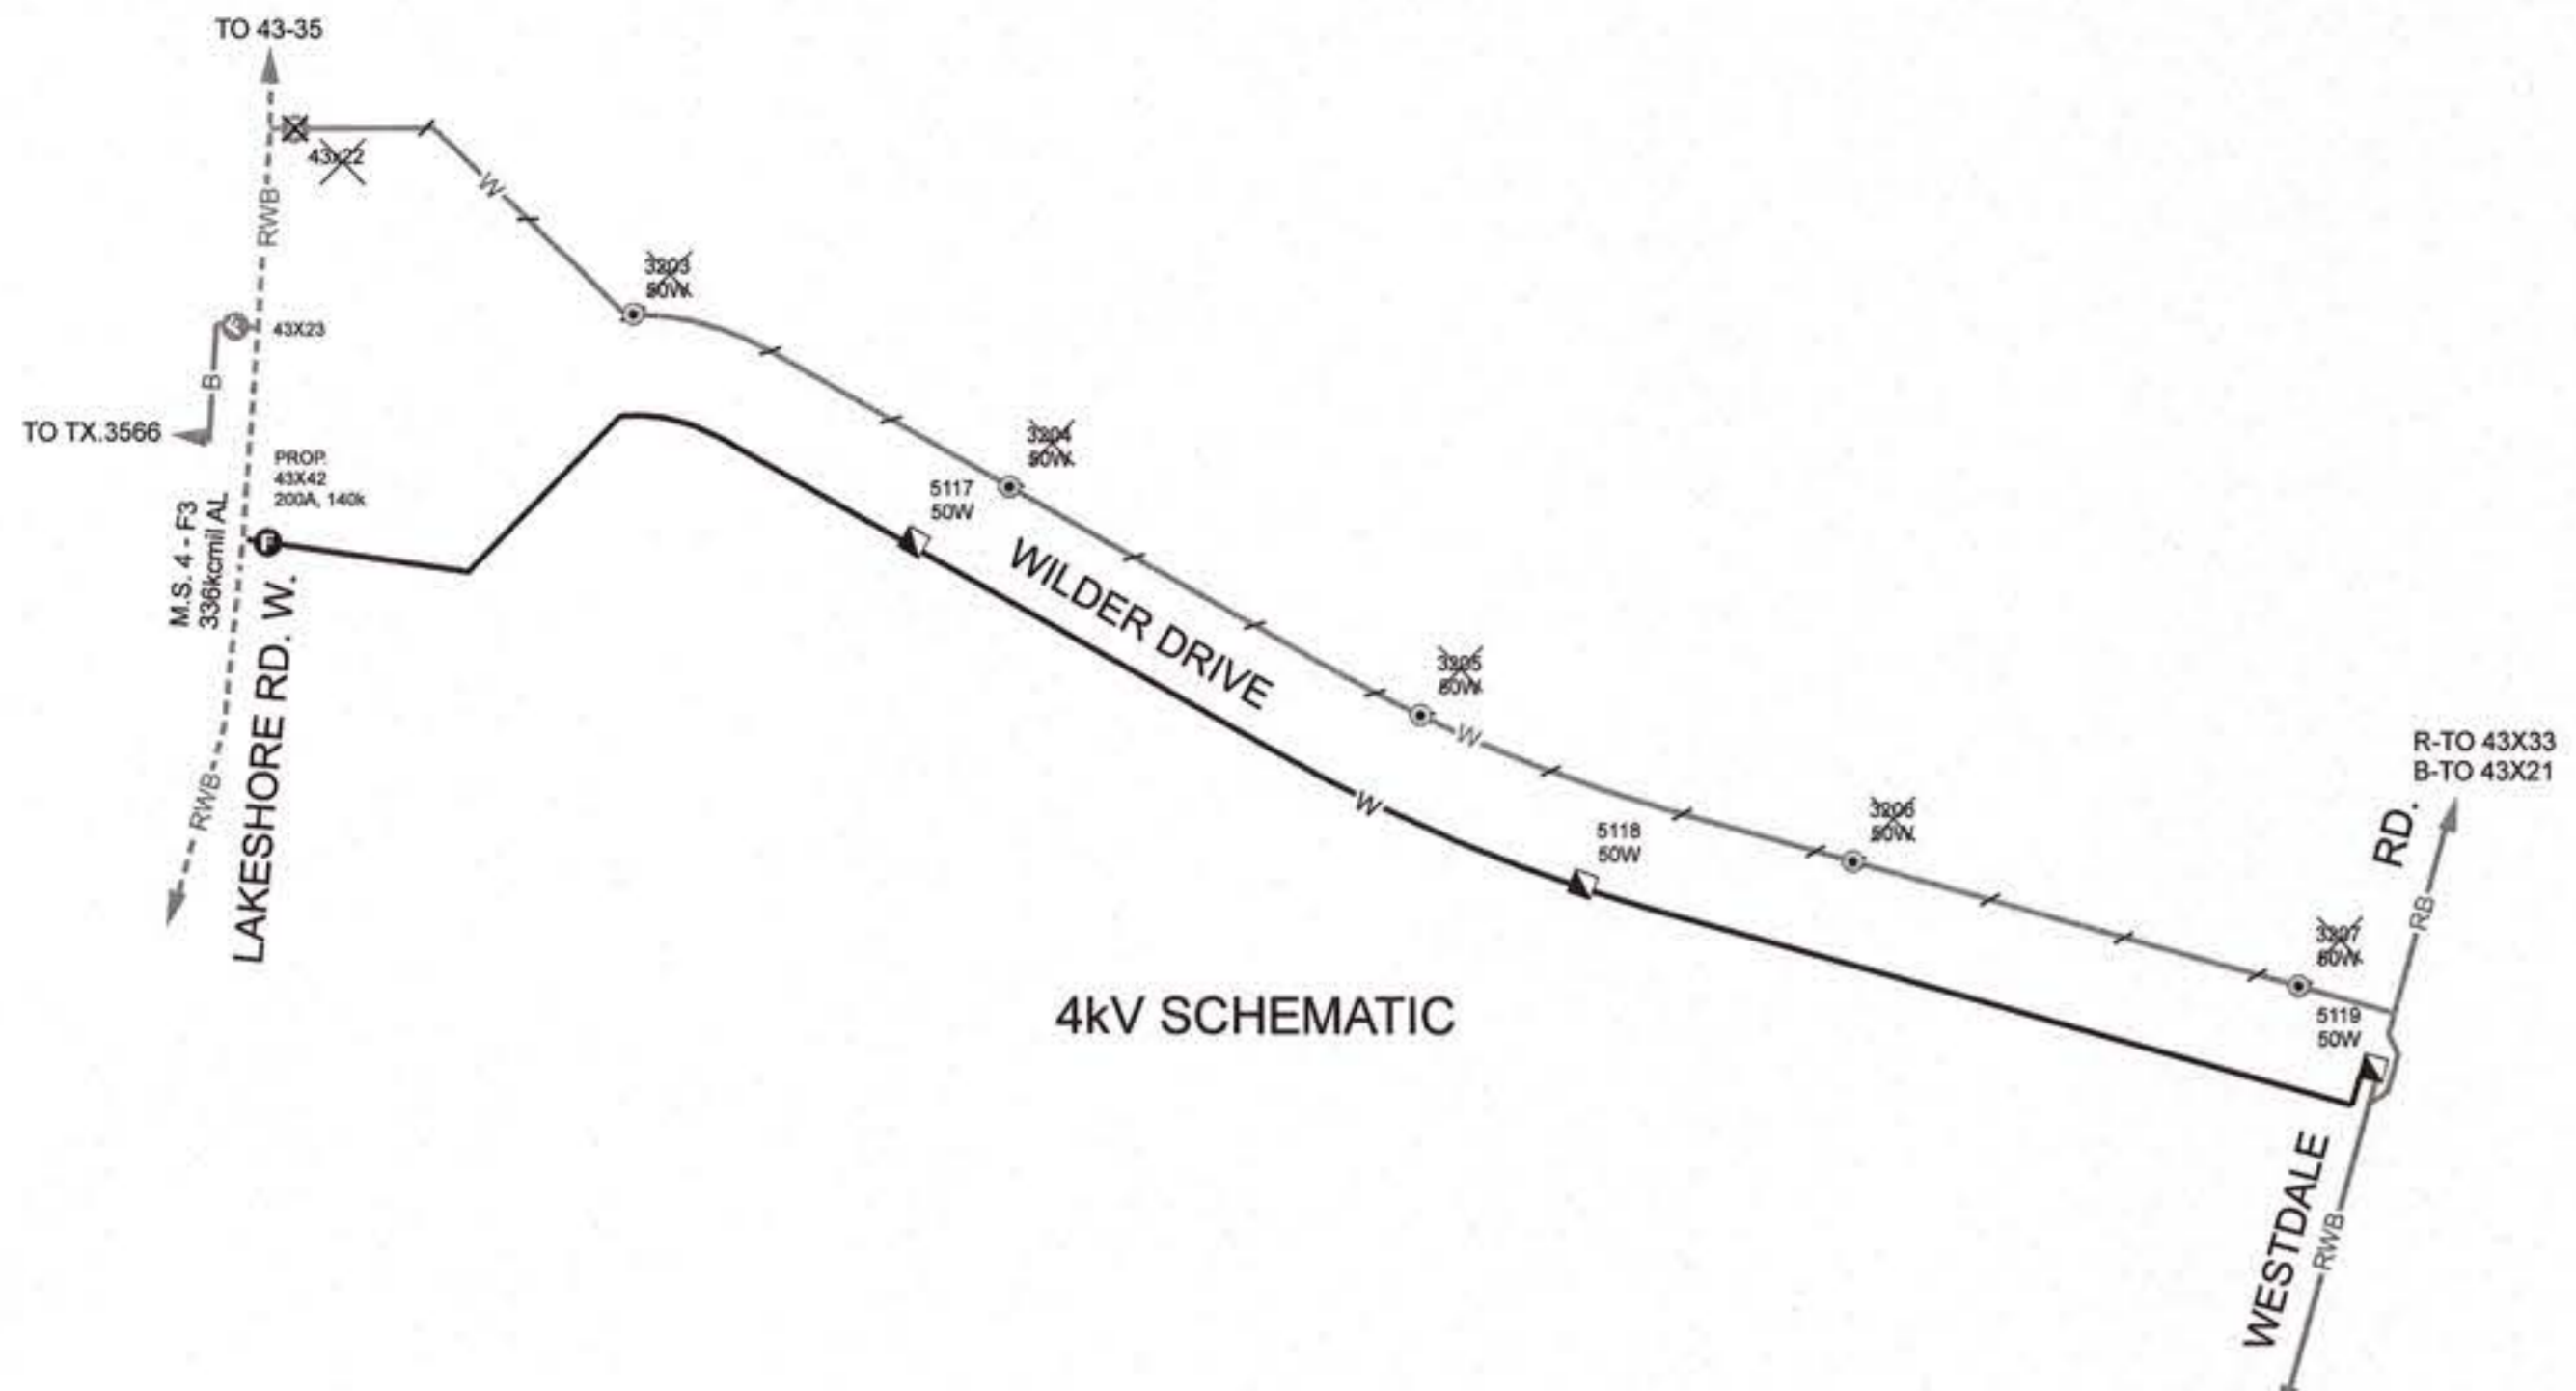 TO 43-35
43x22
RWB
W
3203
50W
43X23
B
TO TX.3566
PROP.
43X42
200A, 140k
M.S. 4 - F3
336kcmil AL
F
3204
50W
5117
50W
WILDER DRIVE
3205
50W
W
W
RWB
LAKESHORE RD. W.
R-TO 43X33
B-TO 43X21
3206
50W
5118
50W
RB
3207
50W
5119
50W
4kV SCHEMATIC
WESTDALE RD.
RWB